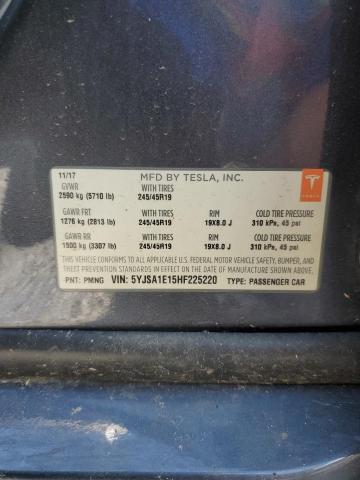 11/17 MFD BY TESLA, INC.
GVWR WITH TIRES
2590 kg (5710 lb) 245/45R19
GAWR FRT WITH TIRES RIM COLD TIRE PRESSURE
1276 kg (2813 lb) 245/45R19 19X8.0 J 310 kPa, 45 psi
GAWR RR WITH TIRES RIM COLD TIRE PRESSURE
1500 kg (3307 lb) 245/45R19 19X8.0 J 310 kPa, 45 psi
THIS VEHICLE CONFORMS TO ALL APPLICABLE U.S. FEDERAL MOTOR VEHICLE SAFETY, BUMPER, AND
THEFT PREVENTION STANDARDS IN EFFECT ON THE DATE OF MANUFACTURE SHOWN ABOVE.
PNT: PMNG VIN: 5YJSA1E15HF225220 TYPE: PASSENGER CAR
TESLA